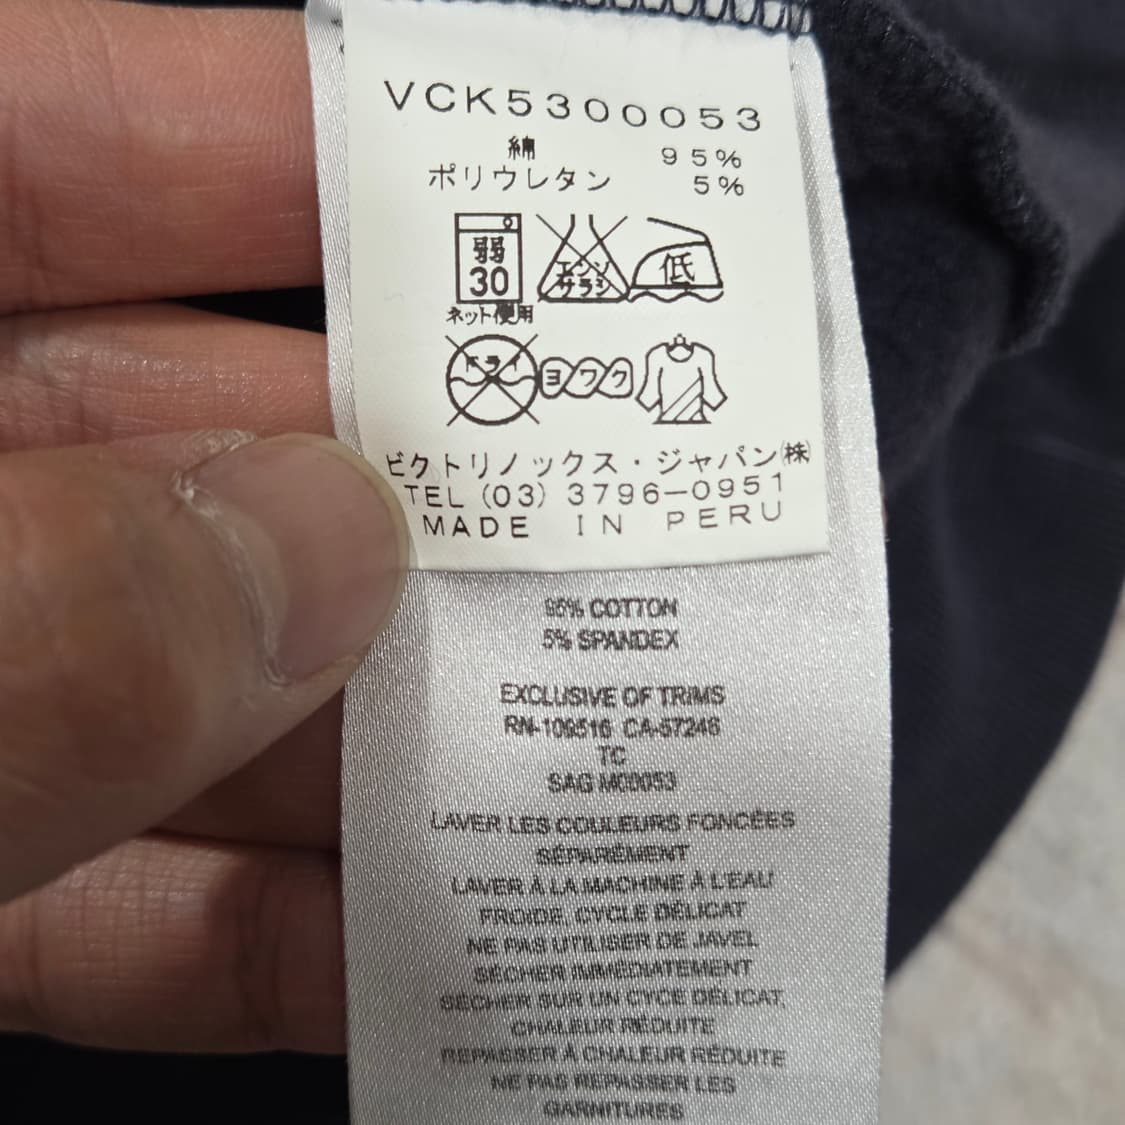 VCK5300053
綿 95%
ポリウレタン 5%
弱
30
ネット使用
エンソ
サラシ
低
ドライ
ヨワク
ビクトリノックス・ジャパン㈱
TEL (03) 3796-0951
MADE IN PERU
95% COTTON
5% SPANDEX
EXCLUSIVE OF TRIMS
RN-109516 CA-57246
TC
SAG M00053
LAVER LES COULEURS FONCÉES
SÉPARÉMENT
LAVER À LA MACHINE À L'EAU
FROIDE, CYCLE DÉLICAT
NE PAS UTILISER DE JAVEL
SÉCHER IMMÉDIATEMENT
SÉCHER SUR UN CYCE DÉLICAT,
CHALEUR RÉDUITE
REPASSER À CHALEUR RÉDUITE
NE PAS REPASSER LES
GARNITURES